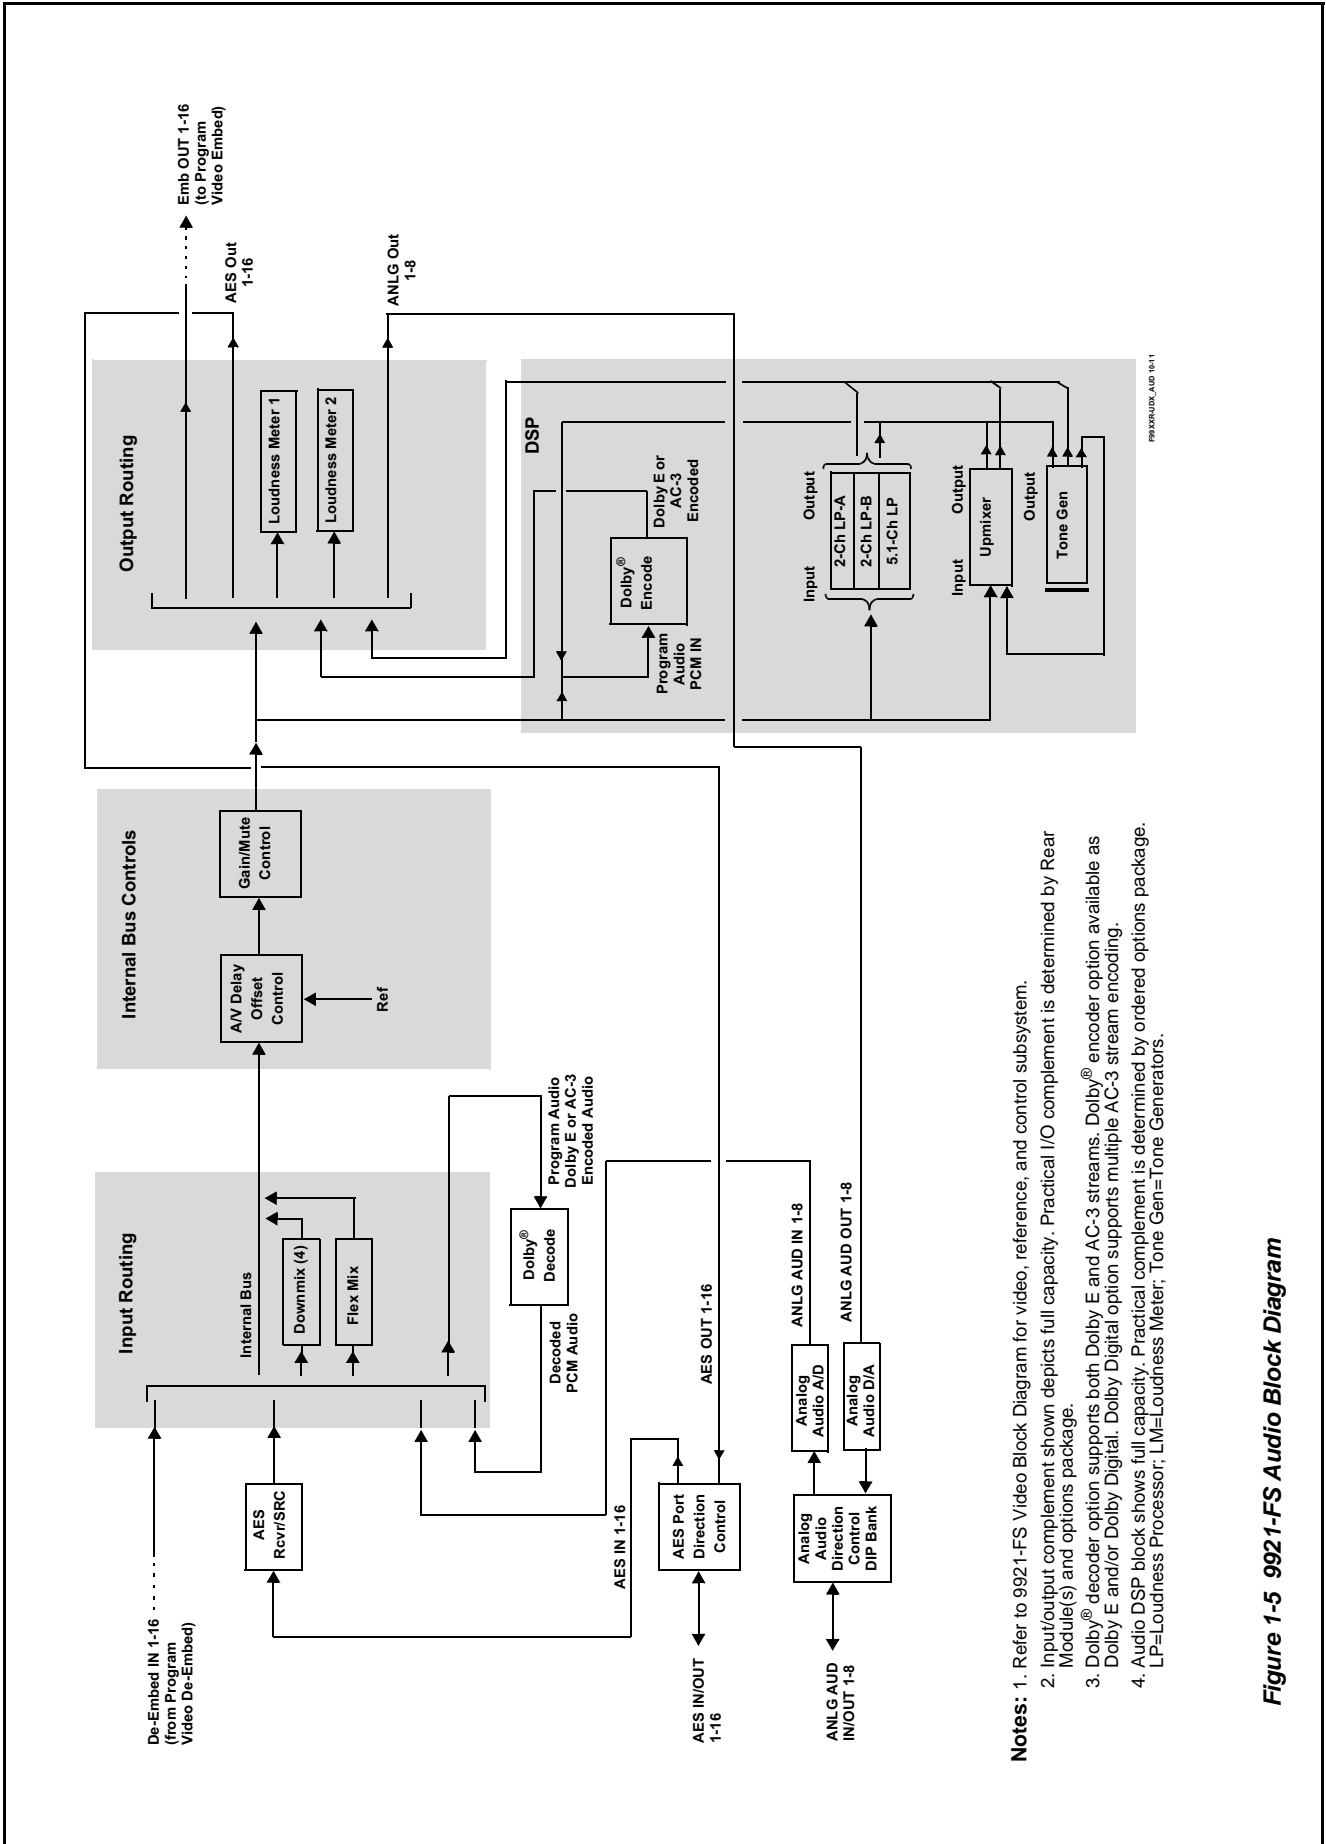 De-Embed IN 1-16
(from Program
Video De-Embed)
AES
Rcvr/SRC
Input Routing
Internal Bus
Downmix (4)
Flex Mix
Internal Bus Controls
A/V Delay
Offset
Control
Ref
Gain/Mute
Control
Output Routing
Loudness Meter 1
Loudness Meter 2
Emb OUT 1-16
(to Program
Video Embed)
AES Out
1-16
ANLG Out
1-8
Decoded
PCM Audio
Dolby®
Decode
Program Audio
Dolby E or AC-3
Encoded Audio
DSP
Program
Audio
PCM IN
Dolby®
Encode
Dolby E or
AC-3
Encoded
Input
Output
2-Ch LP-A
2-Ch LP-B
5.1-Ch LP
Input
Output
Upmixer
Output
Tone Gen
AES IN 1-16
AES OUT 1-16
AES IN/OUT
1-16
AES Port
Direction
Control
ANLG AUD IN 1-8
ANLG AUD OUT 1-8
Analog
Audio A/D
Analog
Audio D/A
ANLG AUD
IN/OUT 1-8
Analog
Audio
Direction
Control
DIP Bank
F99XXR-UDX_AUD 10-11
Notes: 1. Refer to 9921-FS Video Block Diagram for video, reference, and control subsystem.
2. Input/output complement shown depicts full capacity. Practical I/O complement is determined by Rear
Module(s) and options package.
3. Dolby® decoder option supports both Dolby E and AC-3 streams. Dolby® encoder option available as
Dolby E and/or Dolby Digital. Dolby Digital option supports multiple AC-3 stream encoding.
4. Audio DSP block shows full capacity. Practical complement is determined by ordered options package.
LP=Loudness Processor; LM=Loudness Meter; Tone Gen=Tone Generators.
Figure 1-5 9921-FS Audio Block Diagram